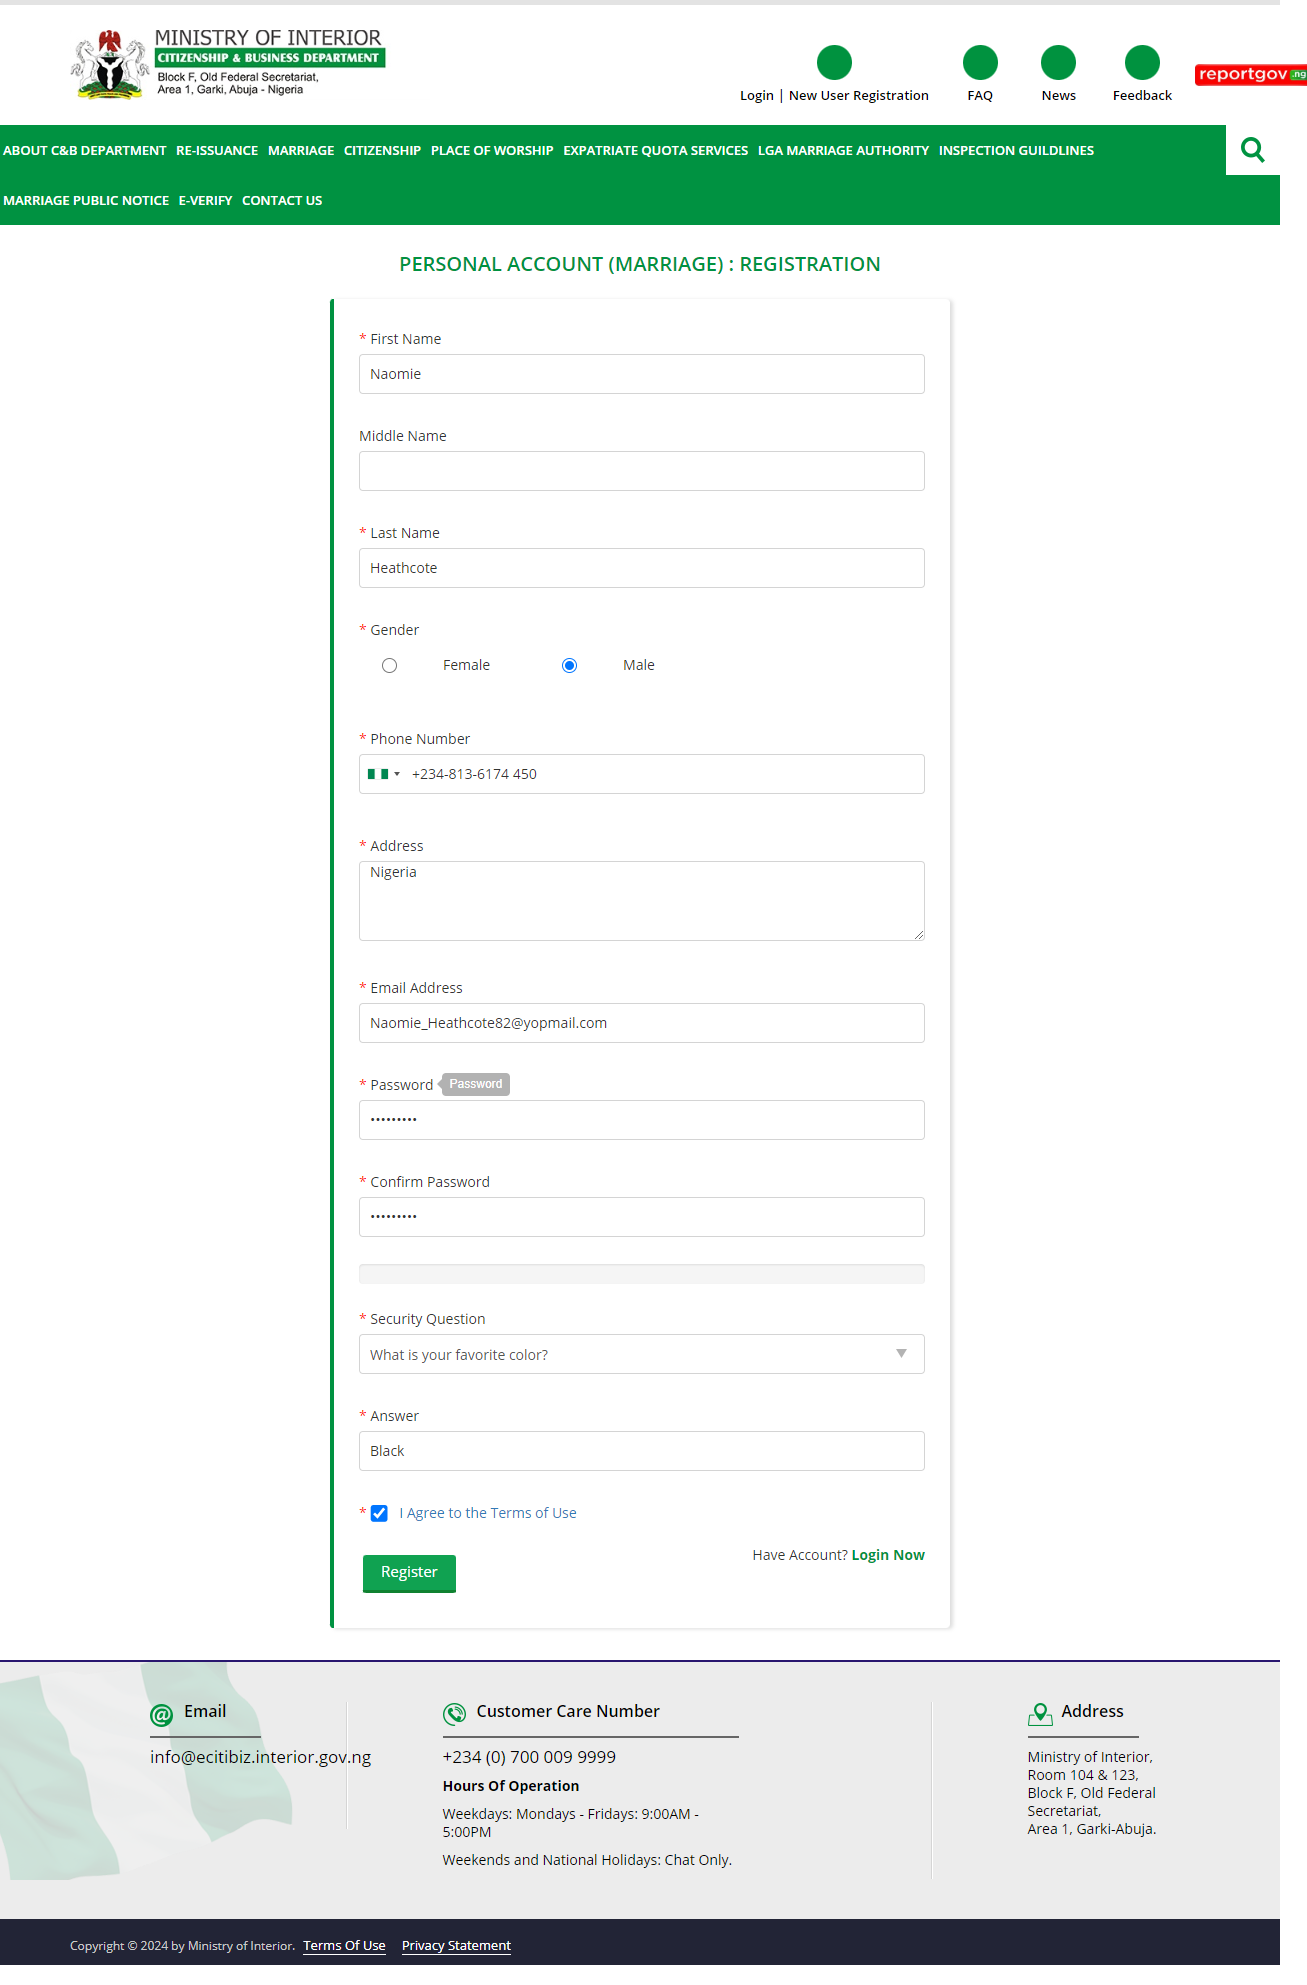 MINISTRY OF INTERIOR
CITIZENSHIP & BUSINESS DEPARTMENT
Block F, Old Federal Secretariat,
Area 1, Garki, Abuja - Nigeria
Login | New User Registration
FAQ
News
Feedback
reportgov .ng
ABOUT C&B DEPARTMENT RE-ISSUANCE MARRIAGE CITIZENSHIP PLACE OF WORSHIP EXPATRIATE QUOTA SERVICES LGA MARRIAGE AUTHORITY INSPECTION GUILDLINES
MARRIAGE PUBLIC NOTICE E-VERIFY CONTACT US
PERSONAL ACCOUNT (MARRIAGE) : REGISTRATION
* First Name
Naomie
Middle Name
* Last Name
Heathcote
* Gender
Female Male
* Phone Number
+234-813-6174 450
* Address
Nigeria
* Email Address
Naomie_Heathcote82@yopmail.com
* Password Password
•••••••••
* Confirm Password
•••••••••
* Security Question
What is your favorite color?
* Answer
Black
* I Agree to the Terms of Use
Have Account? Login Now
Register
Email
info@ecitibiz.interior.gov.ng
Customer Care Number
+234 (0) 700 009 9999
Hours Of Operation
Weekdays: Mondays - Fridays: 9:00AM -
5:00PM
Weekends and National Holidays: Chat Only.
Address
Ministry of Interior,
Room 104 & 123,
Block F, Old Federal
Secretariat,
Area 1, Garki-Abuja.
Copyright © 2024 by Ministry of Interior. Terms Of Use Privacy Statement